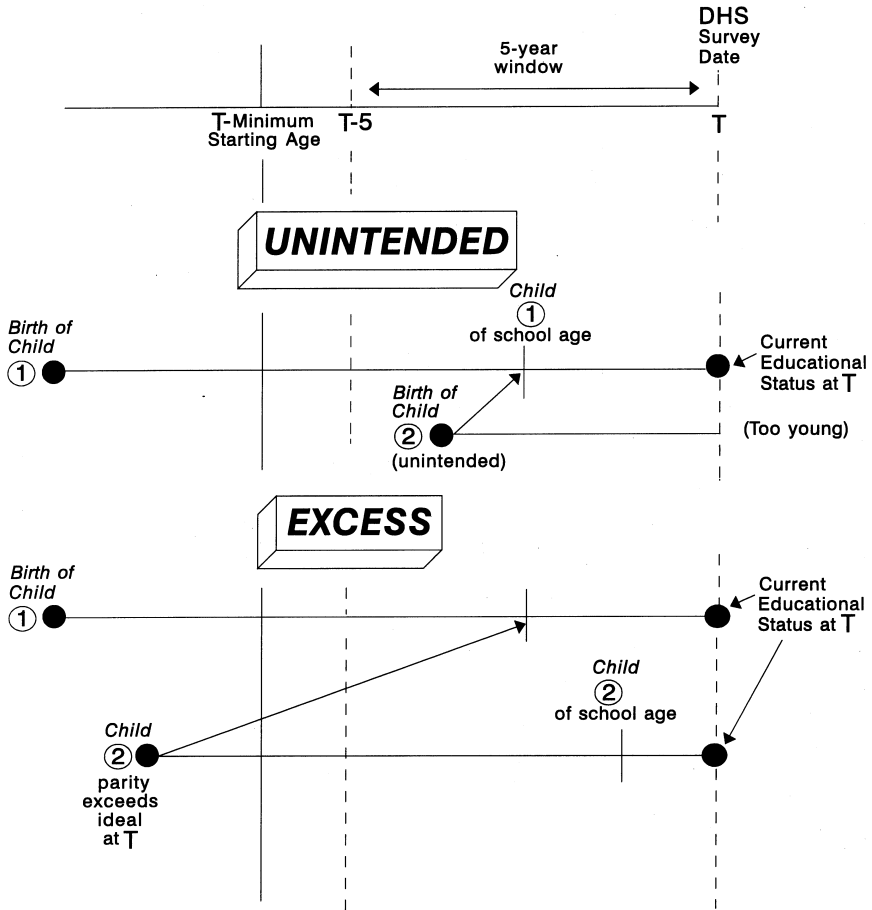 DHS
Survey
Date
5-year
window
T-Minimum
Starting Age
T-5
T
UNINTENDED
Child
1
of school age
Birth of
Child
1
Current
Educational
Status at T
Birth of
Child
2
(unintended)
(Too young)
EXCESS
Birth of
Child
1
Current
Educational
Status at T
Child
2
of school age
Child
2
parity
exceeds
ideal
at T